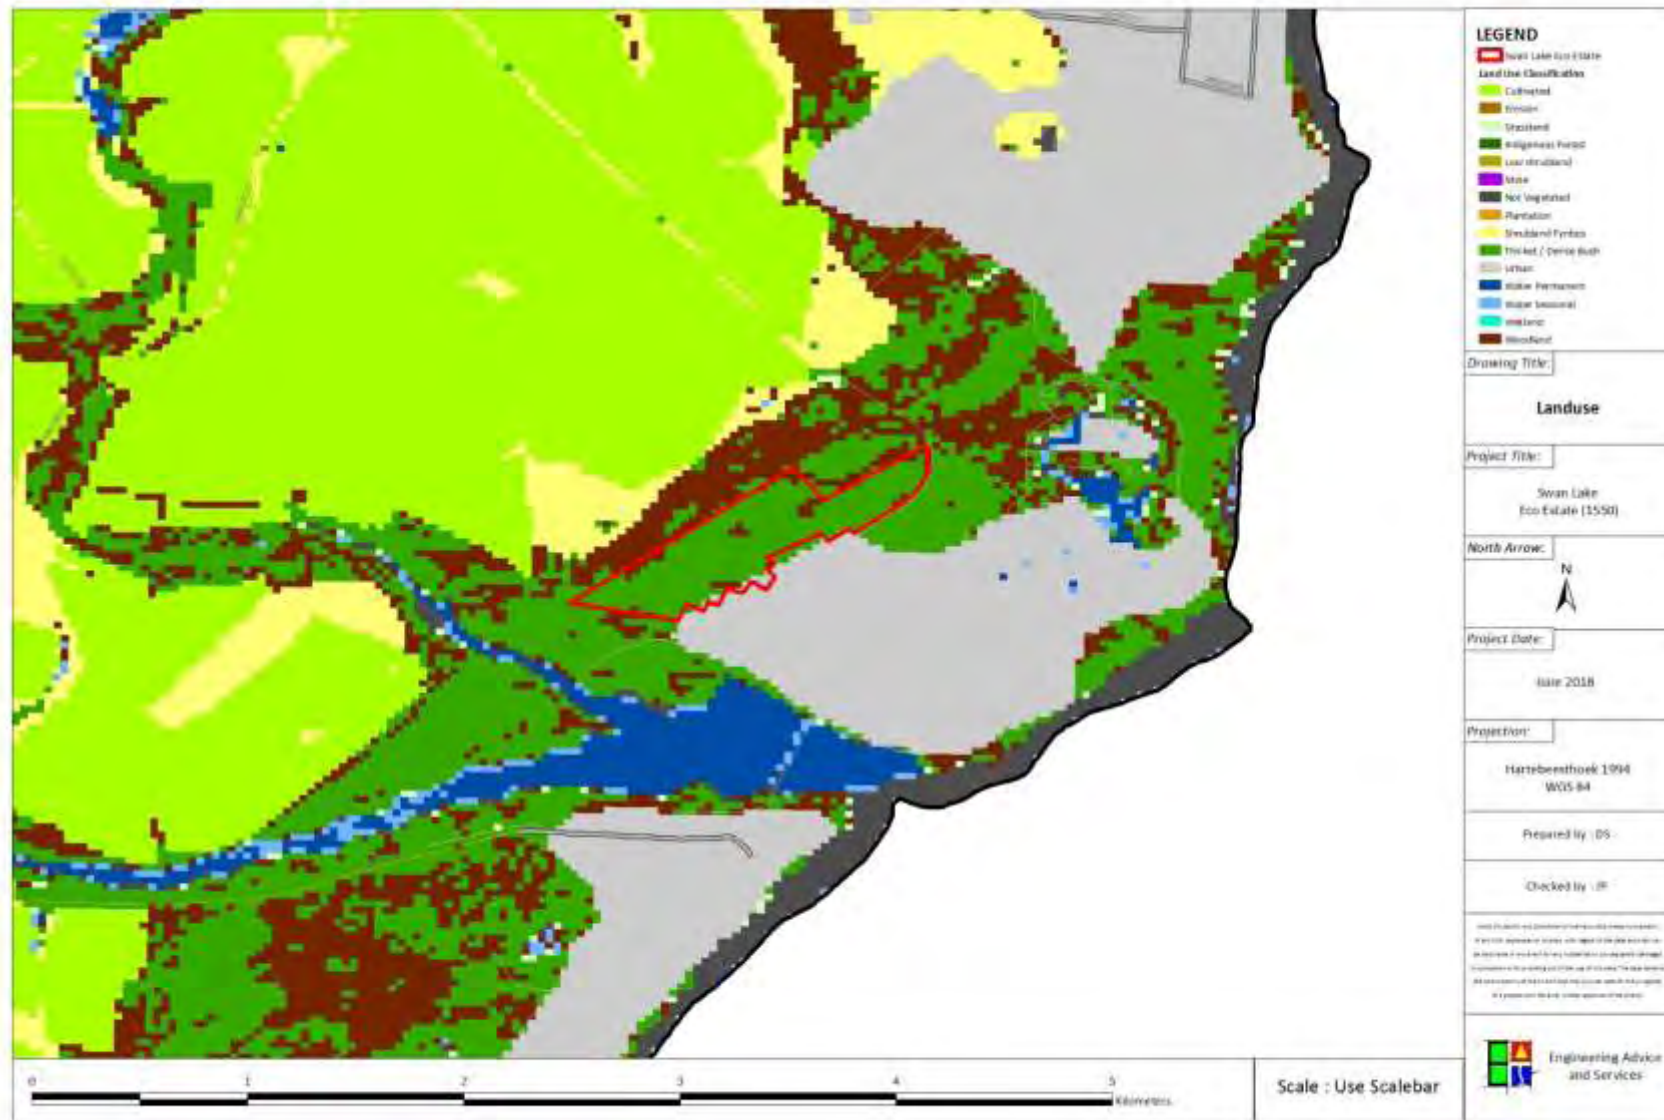 LEGEND
Swan Lake Eco Estate
Land Use Classification
Cultivated
Erosion
Grassland
Indigenous Forest
Low shrubland
Mine
Not Vegetated
Plantation
Shrubland Fynbos
Thicket / Dense Bush
Urban
Water Permanent
Water Seasonal
Wetland
Woodland
Drawing Title:
Landuse
Project Title:
Swan Lake
Eco Estate (1550)
North Arrow:
N
Project Date:
June 2018
Projection:
Hartebeesthoek 1994
WGS 84
Prepared by : DS
Checked by : JP
Engineering Advice
and Services
0 1 2 3 4 5
Kilometers
Scale : Use Scalebar